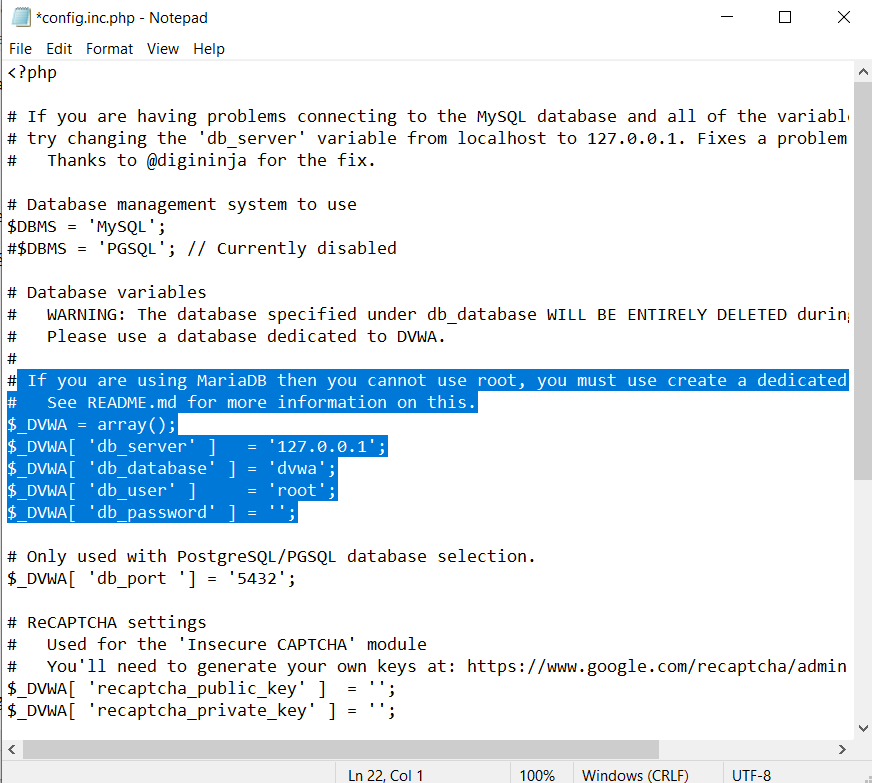 *config.inc.php - Notepad
File Edit Format View Help
<?php
# If you are having problems connecting to the MySQL database and all of the
# try changing the 'db_server' variable from localhost to 127.0.0.1. Fixes a problem
#   Thanks to @digininja for the fix.
# Database management system to use
$DBMS = 'MySQL';
#$DBMS = 'PGSQL'; // Currently disabled
# Database variables
#   WARNING: The database specified under db_database WILL BE ENTIRELY DELETED during
#   Please use a database dedicated to DVWA.
#
# If you are using MariaDB then you cannot use root, you must use create a dedicated
#   See README.md for more information on this.
$_DVWA = array();
$_DVWA[ 'db_server' ]   = '127.0.0.1';
$_DVWA[ 'db_database' ] = 'dvwa';
$_DVWA[ 'db_user' ]     = 'root';
$_DVWA[ 'db_password' ] = '';
# Only used with PostgreSQL/PGSQL database selection.
$_DVWA[ 'db_port '] = '5432';
# ReCAPTCHA settings
#   Used for the 'Insecure CAPTCHA' module
#   You'll need to generate your own keys at: https://www.google.com/recaptcha/admin
$_DVWA[ 'recaptcha_public_key' ]  = '';
$_DVWA[ 'recaptcha_private_key' ] = '';
Ln 22, Col 1 100% Windows (CRLF) UTF-8